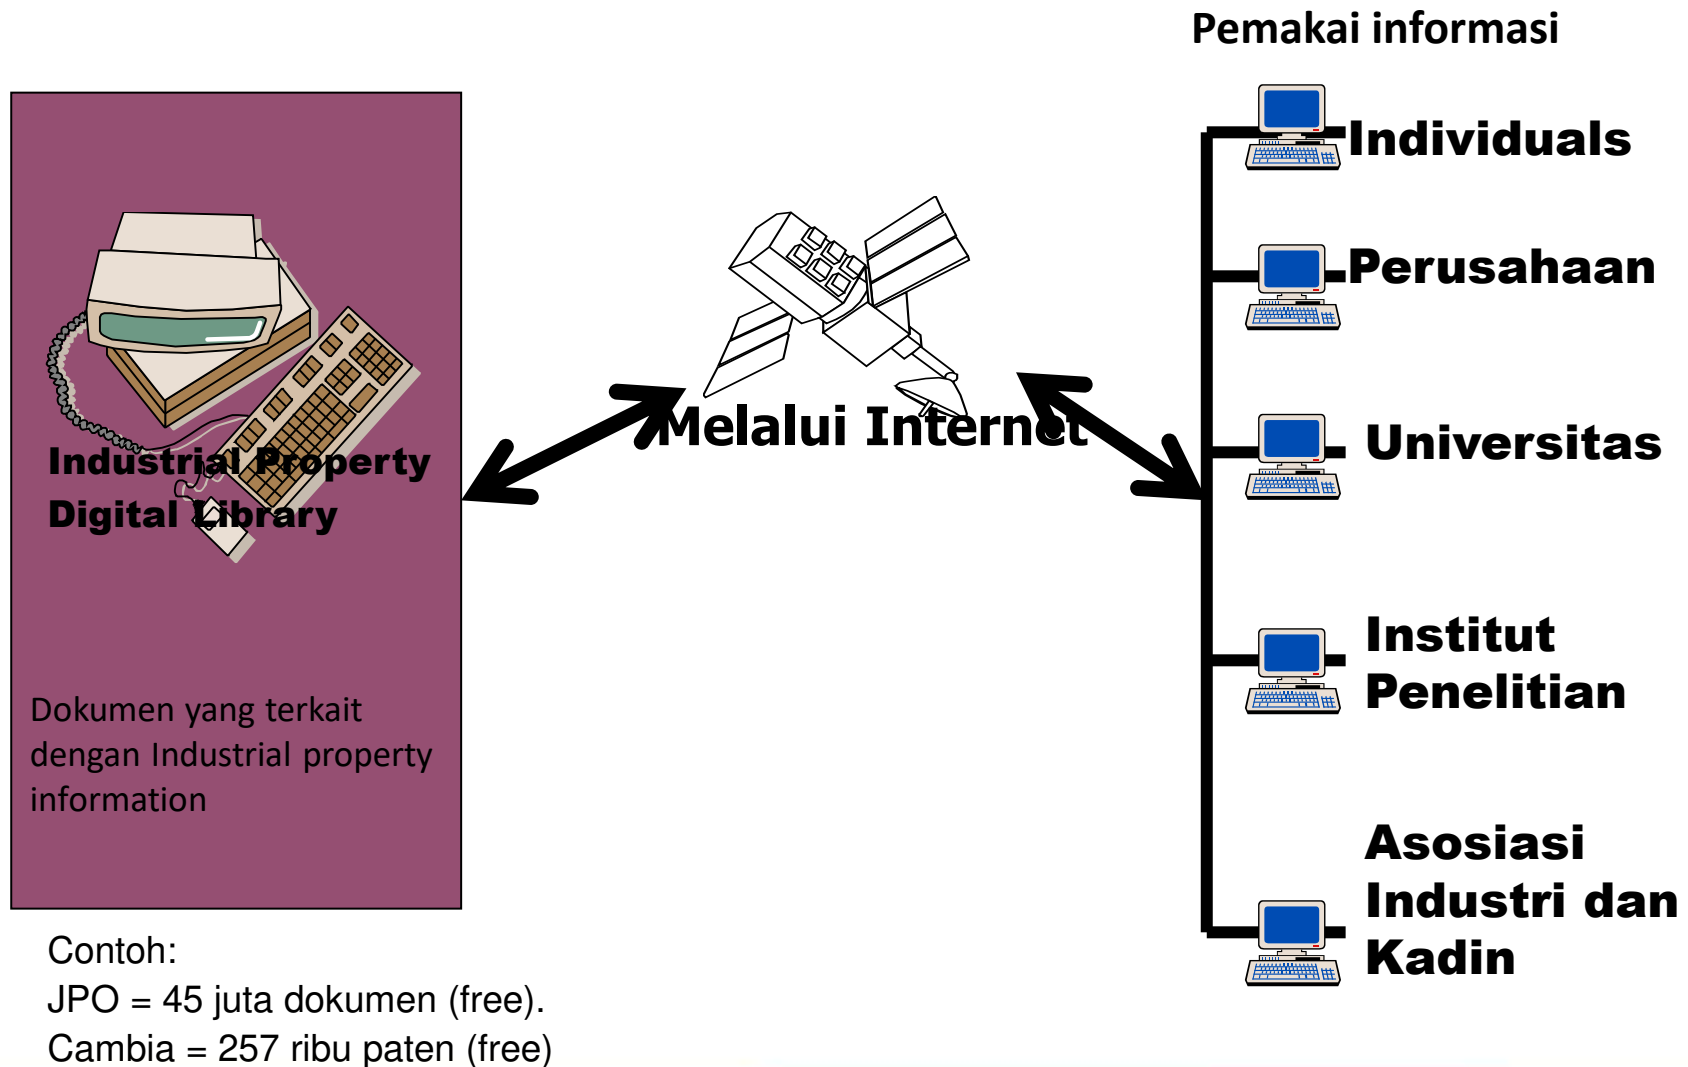 Pemakai informasi
Industrial Property
Digital Library
Dokumen yang terkait
dengan Industrial property
information
Contoh:
JPO = 45 juta dokumen (free).
Cambia = 257 ribu paten (free)
Melalui Internet
Individuals
Perusahaan
Universitas
Institut
Penelitian
Asosiasi
Industri dan
Kadin